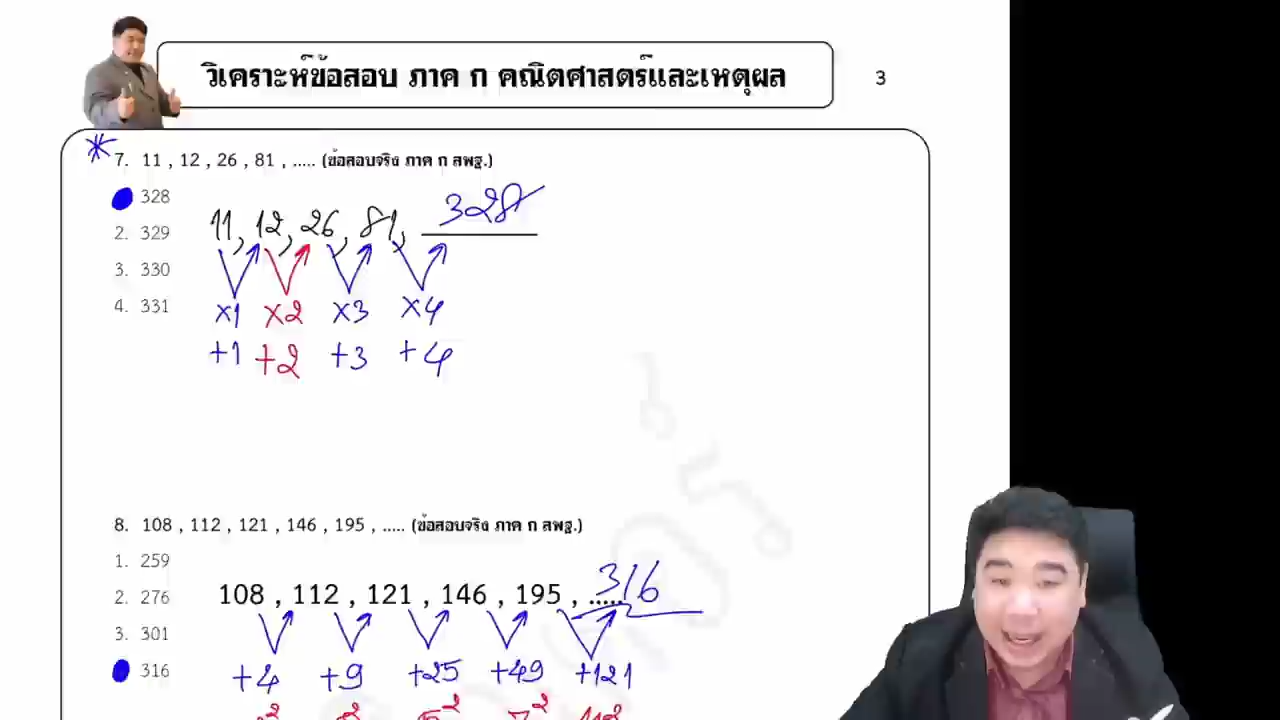 วิเคราะห์ข้อสอบ ภาค ก คณิตศาสตร์และเหตุผล
3
7. 11 , 12 , 26 , 81 , ..... (ข้อสอบจริง ภาค ก สพฐ.)
328
2. 329
3. 330
4. 331
11, 12, 26, 81, 328
×1 ×2 ×3 ×4
+1 +2 +3 +4
8. 108 , 112 , 121 , 146 , 195 , ..... (ข้อสอบจริง ภาค ก สพฐ.)
1. 259
2. 276
3. 301
316
108 , 112 , 121 , 146 , 195 , ..... 316
+4 +9 +25 +49 +121